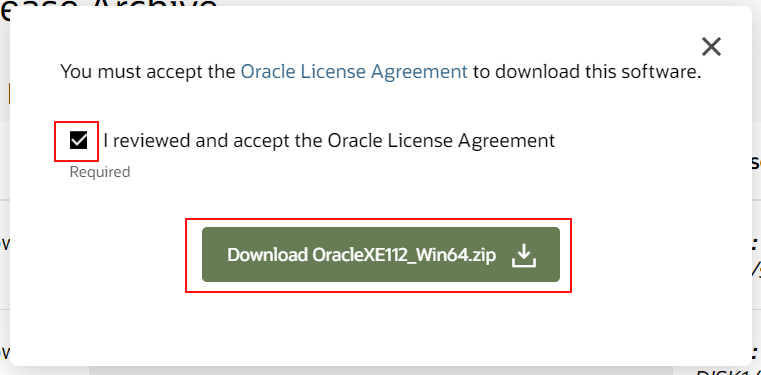 ease Archive
You must accept the Oracle License Agreement to download this software.
I reviewed and accept the Oracle License Agreement
Required
Download OracleXE112_Win64.zip